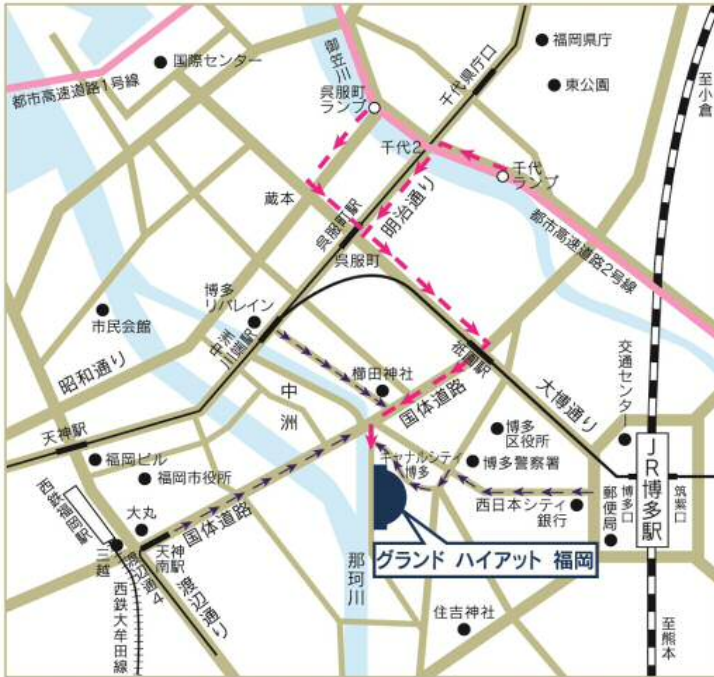 国際センター
都市高速道路1号線
御笠川
呉服町
ランプ
千代県庁口
福岡県庁
東公園
至小倉
千代2
千代
ランプ
蔵本
呉服町駅
明治通り
都市高速道路2号線
呉服町
博多
リバレイン
市民会館
中洲
川端駅
昭和通り
櫛田神社
祇園駅
大博通り
交通センター
中洲
国体道路
天神駅
福岡ビル
福岡市役所
博多
区役所
キャナルシティ
博多
博多警察署
JR博多駅
博多口
筑紫口
西鉄
福岡駅
大丸
国体道路
西日本シティ
銀行
郵便局
三越
天神
南駅
渡辺通4
渡辺通り
那珂川
グランド ハイアット 福岡
西鉄大牟田線
住吉神社
至熊本